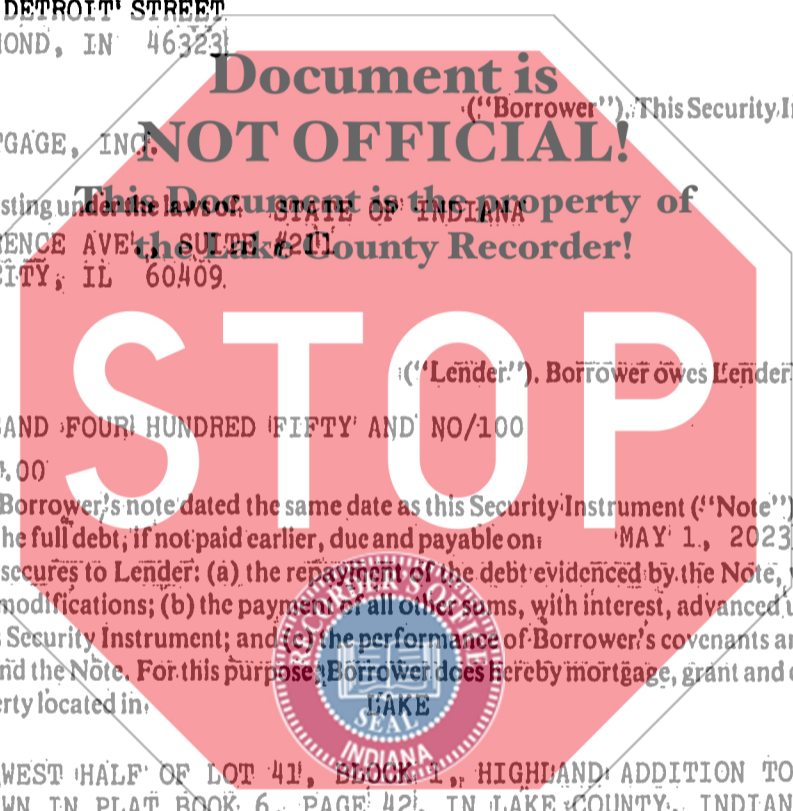 DETROIT STREET
MOND, IN 46323
Document is
("Borrower"). This Security I
TGAGE, INC.
NOT OFFICIAL!
This Document is the property of
sting under the laws of STATE OF INDIANA
the Lake County Recorder!
ENCE AVE., SUITE #211
CITY, IL 60409
STOP
("Lender"). Borrower owes Lender
AND FOUR HUNDRED FIFTY AND NO/100
.00
Borrower's note dated the same date as this Security Instrument ("Note")
he full debt, if not paid earlier, due and payable on MAY 1, 2023
secures to Lender: (a) the repayment of the debt evidenced by the Note,
modifications; (b) the payment of all other sums, with interest, advanced u
s Security Instrument; and (c) the performance of Borrower's covenants a
nd the Note. For this purpose, Borrower does hereby mortgage, grant and
erty located in LAKE
RECORDER'S OFFICE
SEAL
INDIANA
WEST HALF OF LOT 41, BLOCK 1, HIGHLAND ADDITION TO
WN IN PLAT BOOK 6, PAGE 42, IN LAKE COUNTY, INDIAN